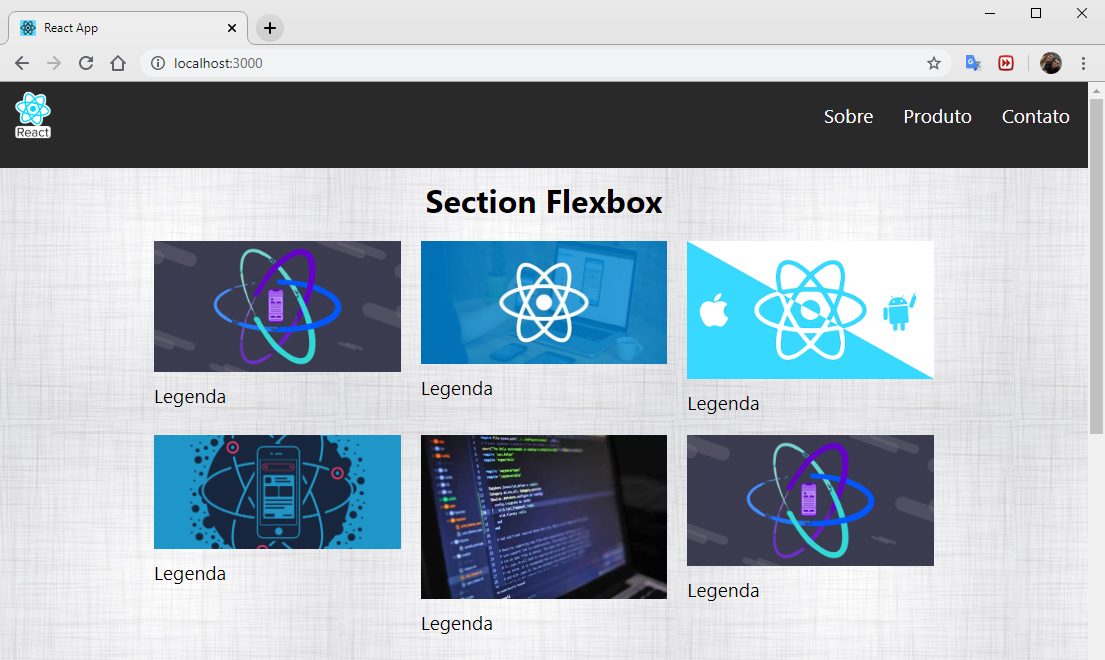 React App
localhost:3000
React
Sobre Produto Contato
Section Flexbox
Legenda
Legenda
Legenda
Legenda
Legenda
Legenda